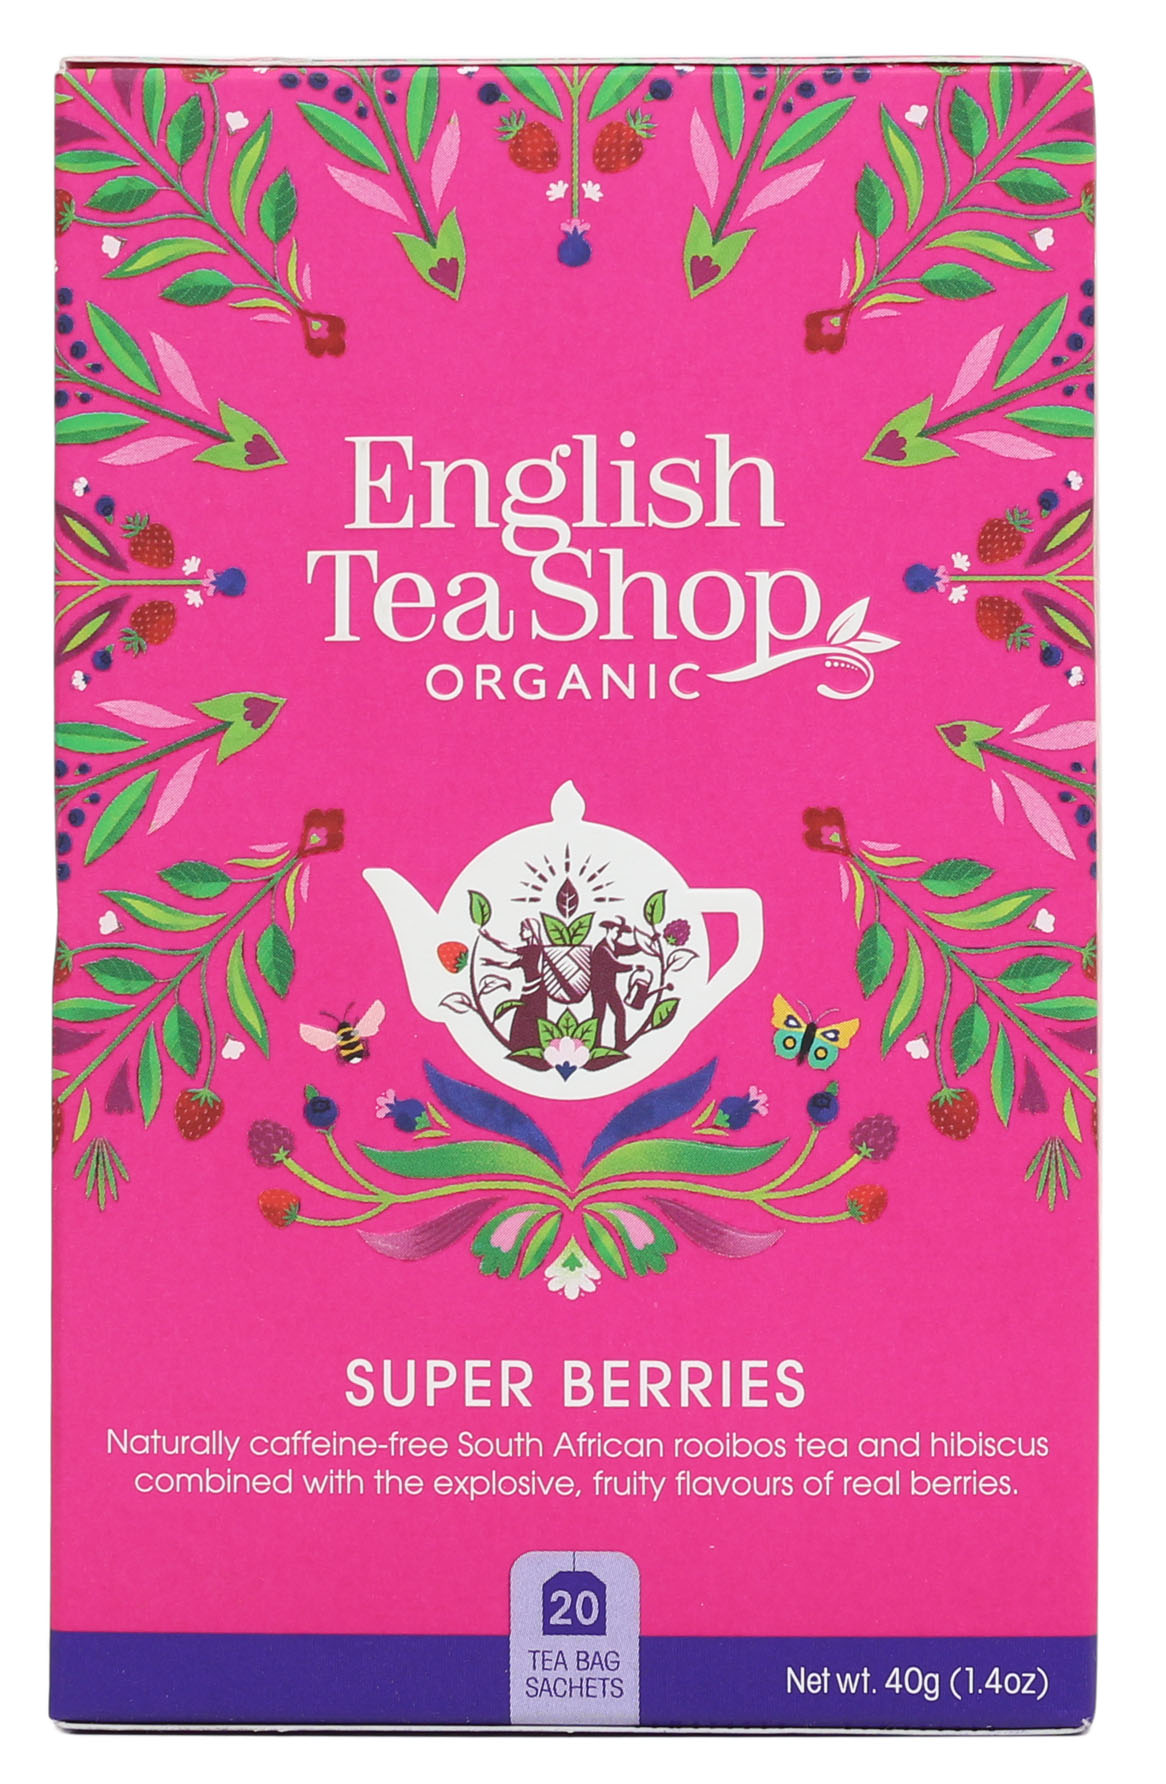 English
Tea Shop
ORGANIC
SUPER BERRIES
Naturally caffeine-free South African rooibos tea and hibiscus
combined with the explosive, fruity flavours of real berries.
20
TEA BAG
SACHETS
Net wt. 40g (1.4oz)